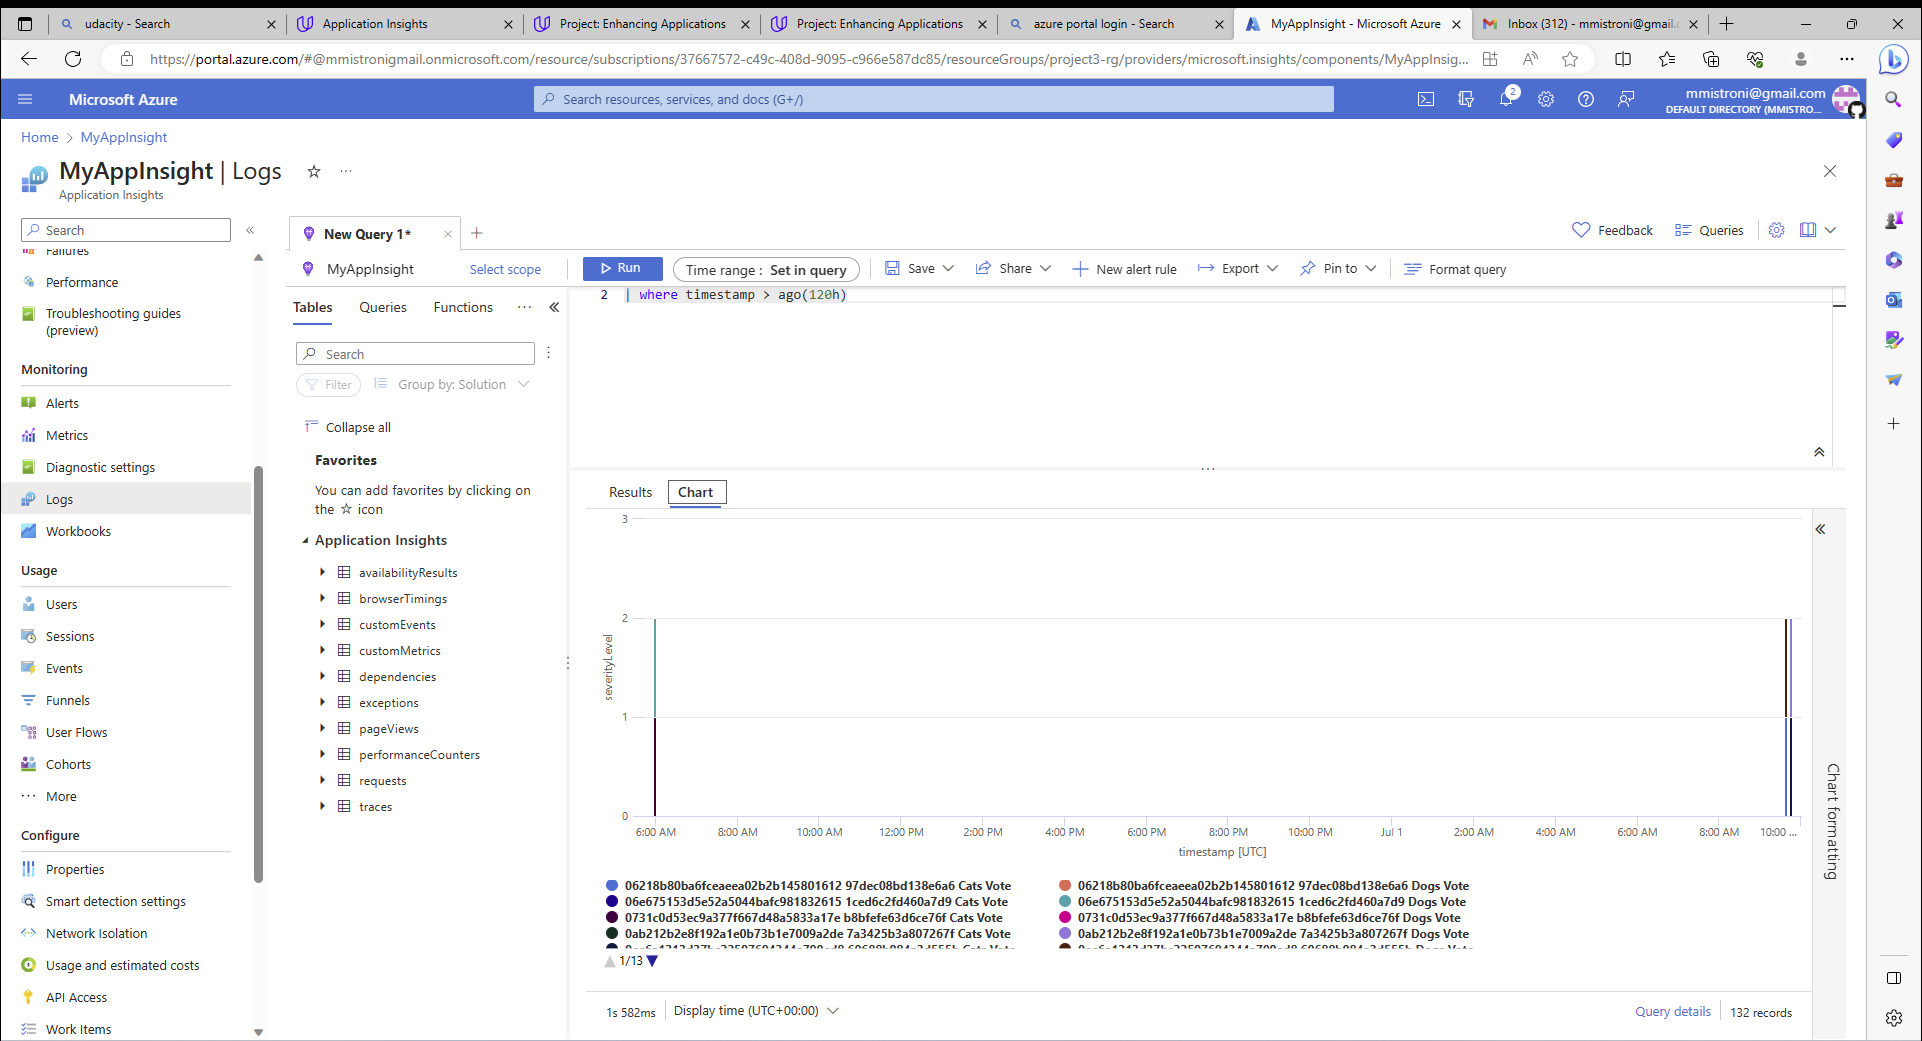 udacity - Search
Application Insights
Project: Enhancing Applications
Project: Enhancing Applications
azure portal login - Search
MyAppInsight - Microsoft Azure
Inbox (312) - mmistroni@gmail.c
https://portal.azure.com/#@mmistronigmail.onmicrosoft.com/resource/subscriptions/37667572-c49c-408d-9095-c966e587dc85/resourceGroups/project3-rg/providers/microsoft.insights/components/MyAppInsig...
Microsoft Azure
Search resources, services, and docs (G+/)
2
mmistroni@gmail.com
DEFAULT DIRECTORY (MMISTRO...
Home > MyAppInsight
MyAppInsight | Logs
Application Insights
Search
Failures
Performance
Troubleshooting guides
(preview)
Monitoring
Alerts
Metrics
Diagnostic settings
Logs
Workbooks
Usage
Users
Sessions
Events
Funnels
User Flows
Cohorts
More
Configure
Properties
Smart detection settings
Network Isolation
Usage and estimated costs
API Access
Work Items
New Query 1*
Feedback
Queries
MyAppInsight
Select scope
Run
Time range : Set in query
Save
Share
New alert rule
Export
Pin to
Format query
Tables
Queries
Functions
2 | where timestamp > ago(120h)
Search
Filter
Group by: Solution
Collapse all
Favorites
You can add favorites by clicking on
the ☆ icon
Application Insights
availabilityResults
browserTimings
customEvents
customMetrics
dependencies
exceptions
pageViews
performanceCounters
requests
traces
Results
Chart
3
2
1
0
severityLevel
6:00 AM 8:00 AM 10:00 AM 12:00 PM 2:00 PM 4:00 PM 6:00 PM 8:00 PM 10:00 PM Jul 1 2:00 AM 4:00 AM 6:00 AM 8:00 AM 10:00 ...
timestamp [UTC]
06218b80ba6fceaeea02b2b145801612 97dec08bd138e6a6 Cats Vote
06218b80ba6fceaeea02b2b145801612 97dec08bd138e6a6 Dogs Vote
06e675153d5e52a5044bafc981832615 1ced6c2fd460a7d9 Cats Vote
06e675153d5e52a5044bafc981832615 1ced6c2fd460a7d9 Dogs Vote
0731c0d53ec9a377f667d48a5833a17e b8bfefe63d6ce76f Cats Vote
0731c0d53ec9a377f667d48a5833a17e b8bfefe63d6ce76f Dogs Vote
0ab212b2e8f192a1e0b73b1e7009a2de 7a3425b3a807267f Cats Vote
0ab212b2e8f192a1e0b73b1e7009a2de 7a3425b3a807267f Dogs Vote
1/13
Chart formatting
1s 582ms
Display time (UTC+00:00)
Query details
132 records